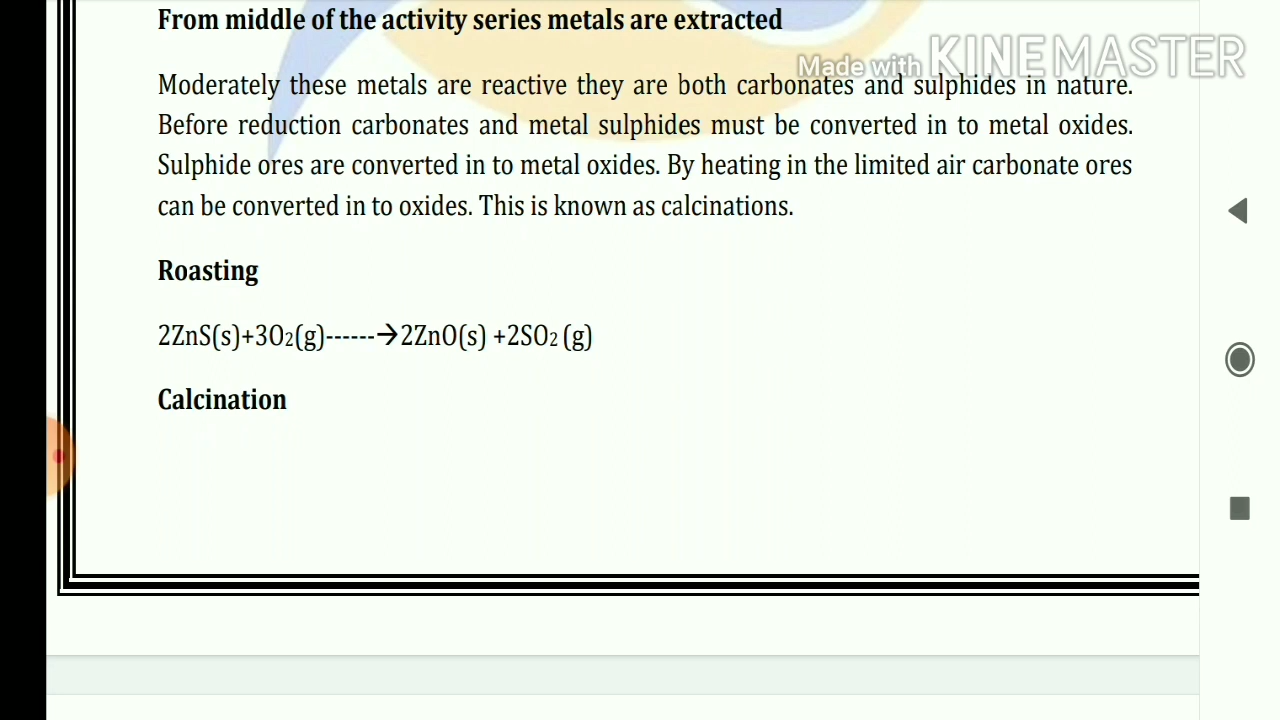 From middle of the activity series metals are extracted
Made with KINEMASTER
Moderately these metals are reactive they are both carbonates and sulphides in nature.
Before reduction carbonates and metal sulphides must be converted in to metal oxides.
Sulphide ores are converted in to metal oxides. By heating in the limited air carbonate ores
can be converted in to oxides. This is known as calcinations.
Roasting
2ZnS(s)+3O₂(g)------→2ZnO(s) +2SO₂ (g)
Calcination